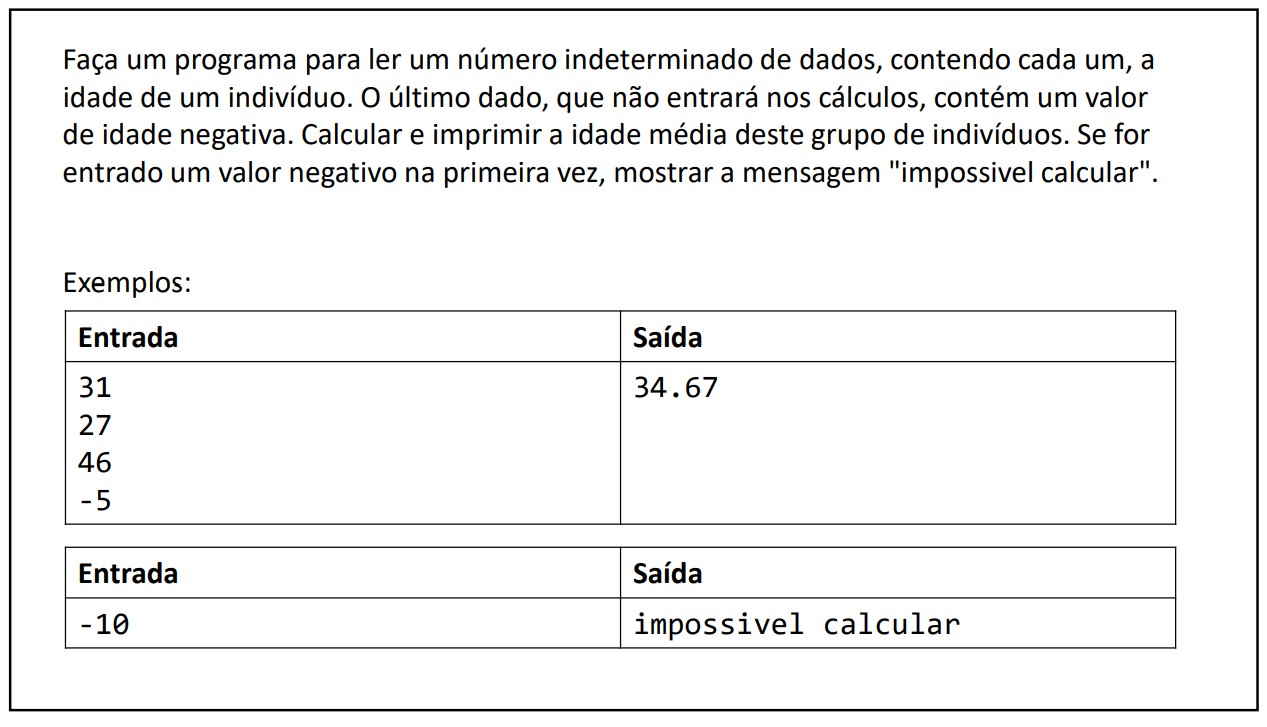 Faça um programa para ler um número indeterminado de dados, contendo cada um, a
idade de um indivíduo. O último dado, que não entrará nos cálculos, contém um valor
de idade negativa. Calcular e imprimir a idade média deste grupo de indivíduos. Se for
entrado um valor negativo na primeira vez, mostrar a mensagem "impossivel calcular".
Exemplos:
Entrada Saída
31 34.67
27
46
-5
Entrada Saída
-10 impossivel calcular